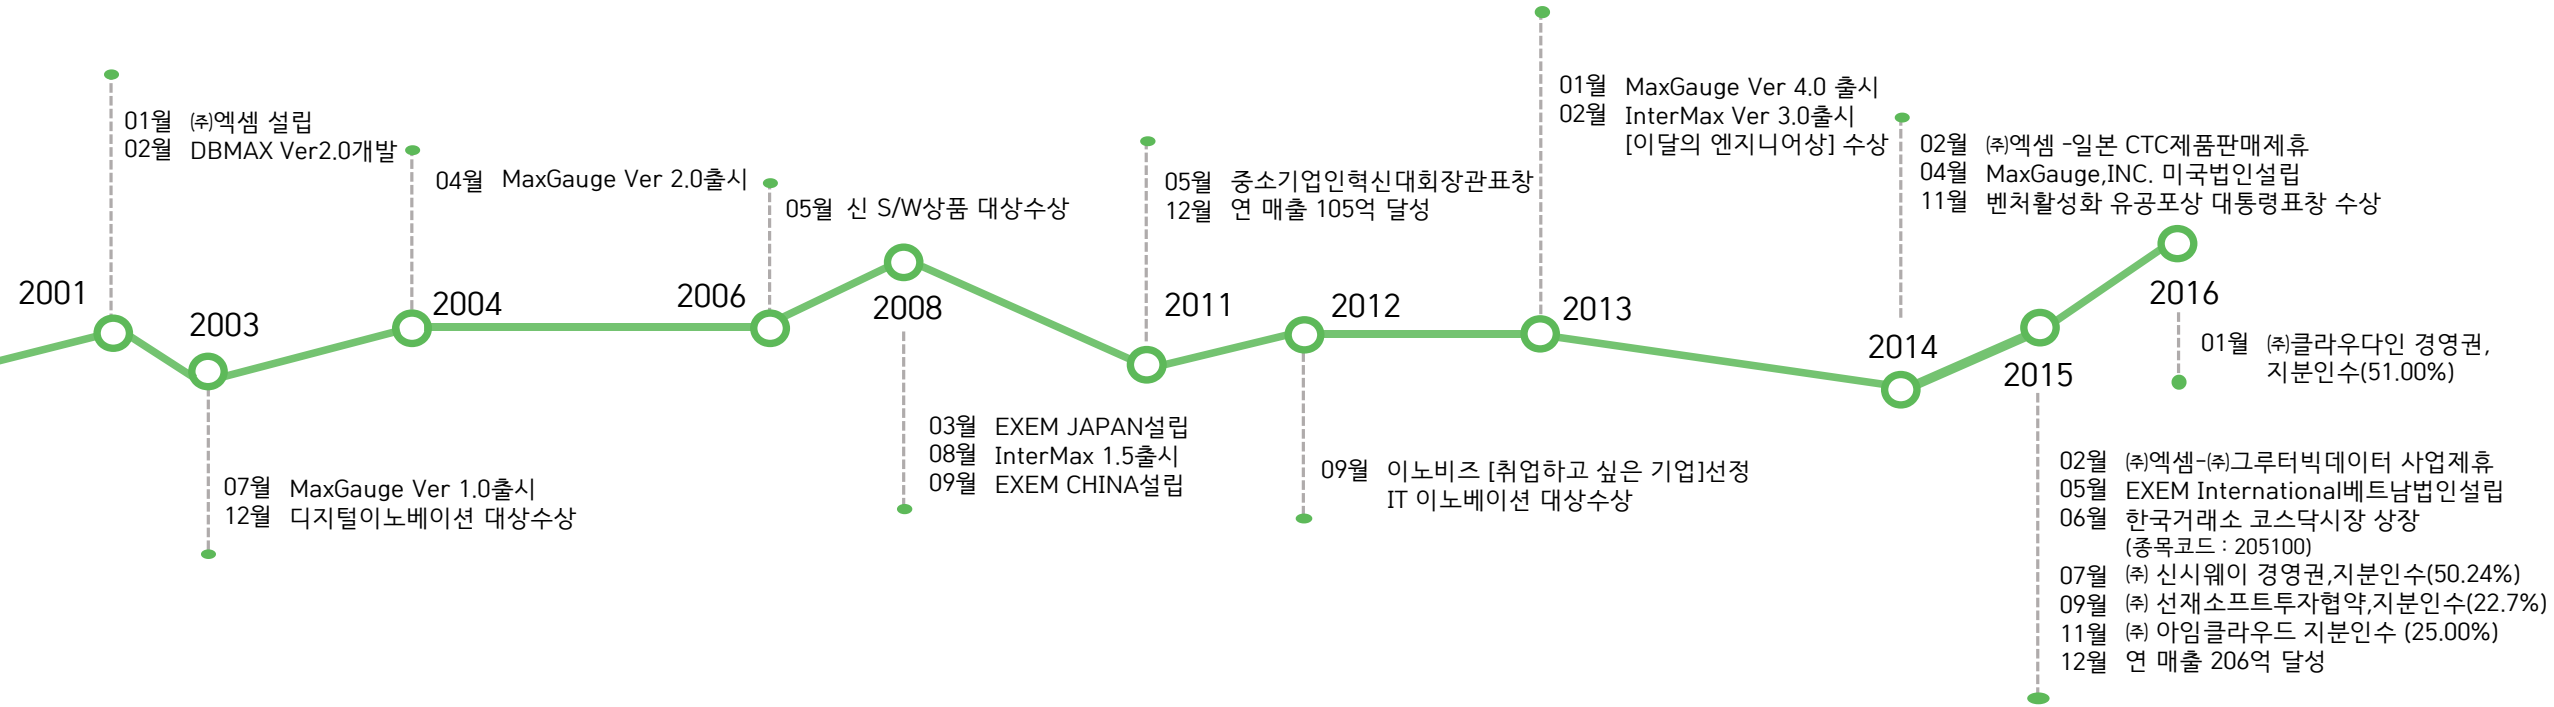 2001
01월 ㈜엑셈 설립
02월 DBMAX Ver2.0개발
2003
07월 MaxGauge Ver 1.0출시
12월 디지털이노베이션 대상수상
2004
04월 MaxGauge Ver 2.0출시
2006
05월 신 S/W상품 대상수상
2008
03월 EXEM JAPAN설립
08월 InterMax 1.5출시
09월 EXEM CHINA설립
2011
05월 중소기업인혁신대회장관표창
12월 연 매출 105억 달성
2012
09월 이노비즈 [취업하고 싶은 기업]선정
IT 이노베이션 대상수상
2013
01월 MaxGauge Ver 4.0 출시
02월 InterMax Ver 3.0출시
[이달의 엔지니어상] 수상
2014
02월 ㈜엑셈 -일본 CTC제품판매제휴
04월 MaxGauge,INC. 미국법인설립
11월 벤처활성화 유공포상 대통령표창 수상
2015
02월 ㈜엑셈-㈜그루터빅데이터 사업제휴
05월 EXEM International베트남법인설립
06월 한국거래소 코스닥시장 상장
(종목코드 : 205100)
07월 ㈜ 신시웨이 경영권,지분인수(50.24%)
09월 ㈜ 선재소프트투자협약,지분인수(22.7%)
11월 ㈜ 아임클라우드 지분인수 (25.00%)
12월 연 매출 206억 달성
2016
01월 ㈜클라우다인 경영권,
지분인수(51.00%)